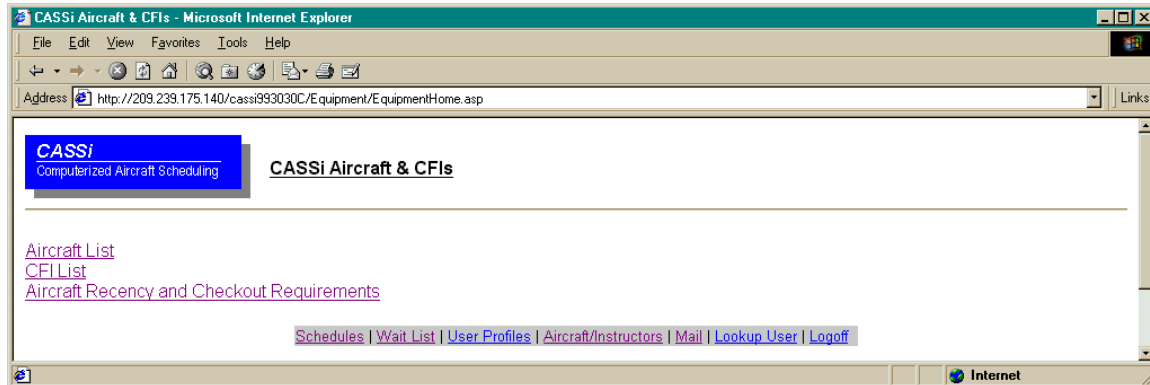 CASSi Aircraft & CFIs - Microsoft Internet Explorer
File Edit View Favorites Tools Help
Address http://209.239.175.140/cassi993030C/Equipment/EquipmentHome.asp Links
CASSi
Computerized Aircraft Scheduling
CASSi Aircraft & CFIs
Aircraft List
CFI List
Aircraft Recency and Checkout Requirements
Schedules | Wait List | User Profiles | Aircraft/Instructors | Mail | Lookup User | Logoff
Internet